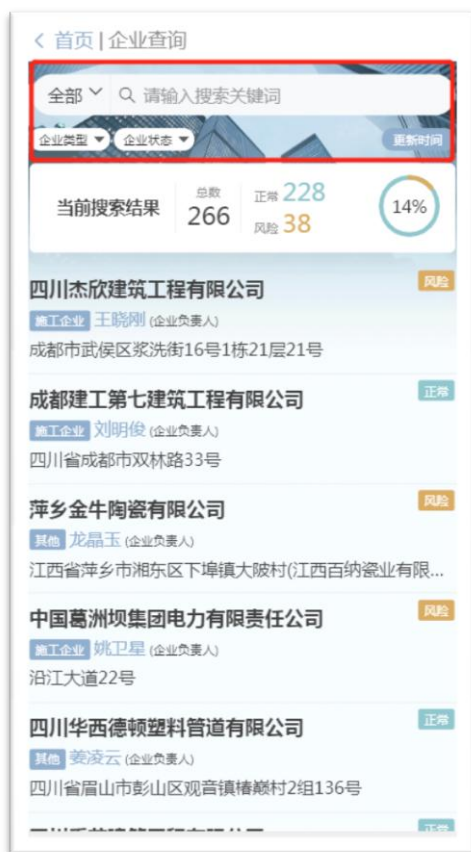 < 首页 | 企业查询
全部 请输入搜索关键词
企业类型 企业状态 更新时间
当前搜索结果 总数 266 正常 228 风险 38 14%
四川杰欣建筑工程有限公司 风险
施工企业 王晓刚 (企业负责人)
成都市武侯区浆洗街16号1栋21层21号
成都建工第七建筑工程有限公司 正常
施工企业 刘明俊 (企业负责人)
四川省成都市双林路33号
萍乡金牛陶瓷有限公司 风险
其他 龙晶玉 (企业负责人)
江西省萍乡市湘东区下埠镇大陂村(江西百纳瓷业有限...
中国葛洲坝集团电力有限责任公司 风险
施工企业 姚卫星 (企业负责人)
沿江大道22号
四川华西德顿塑料管道有限公司 正常
其他 姜凌云 (企业负责人)
四川省眉山市彭山区观音镇椿巅村2组136号